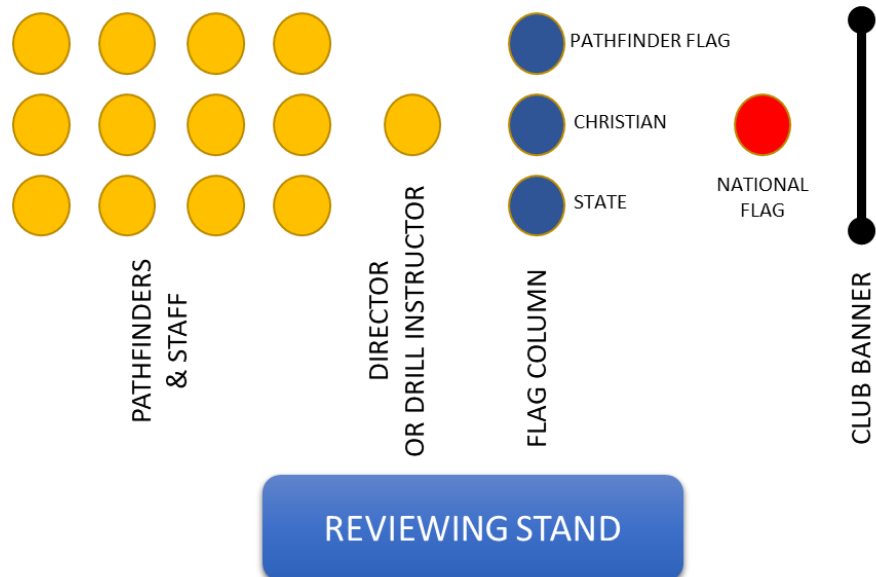 PATHFINDER FLAG
CHRISTIAN
STATE
NATIONAL
FLAG
PATHFINDERS
& STAFF
DIRECTOR
OR DRILL INSTRUCTOR
FLAG COLUMN
CLUB BANNER
REVIEWING STAND